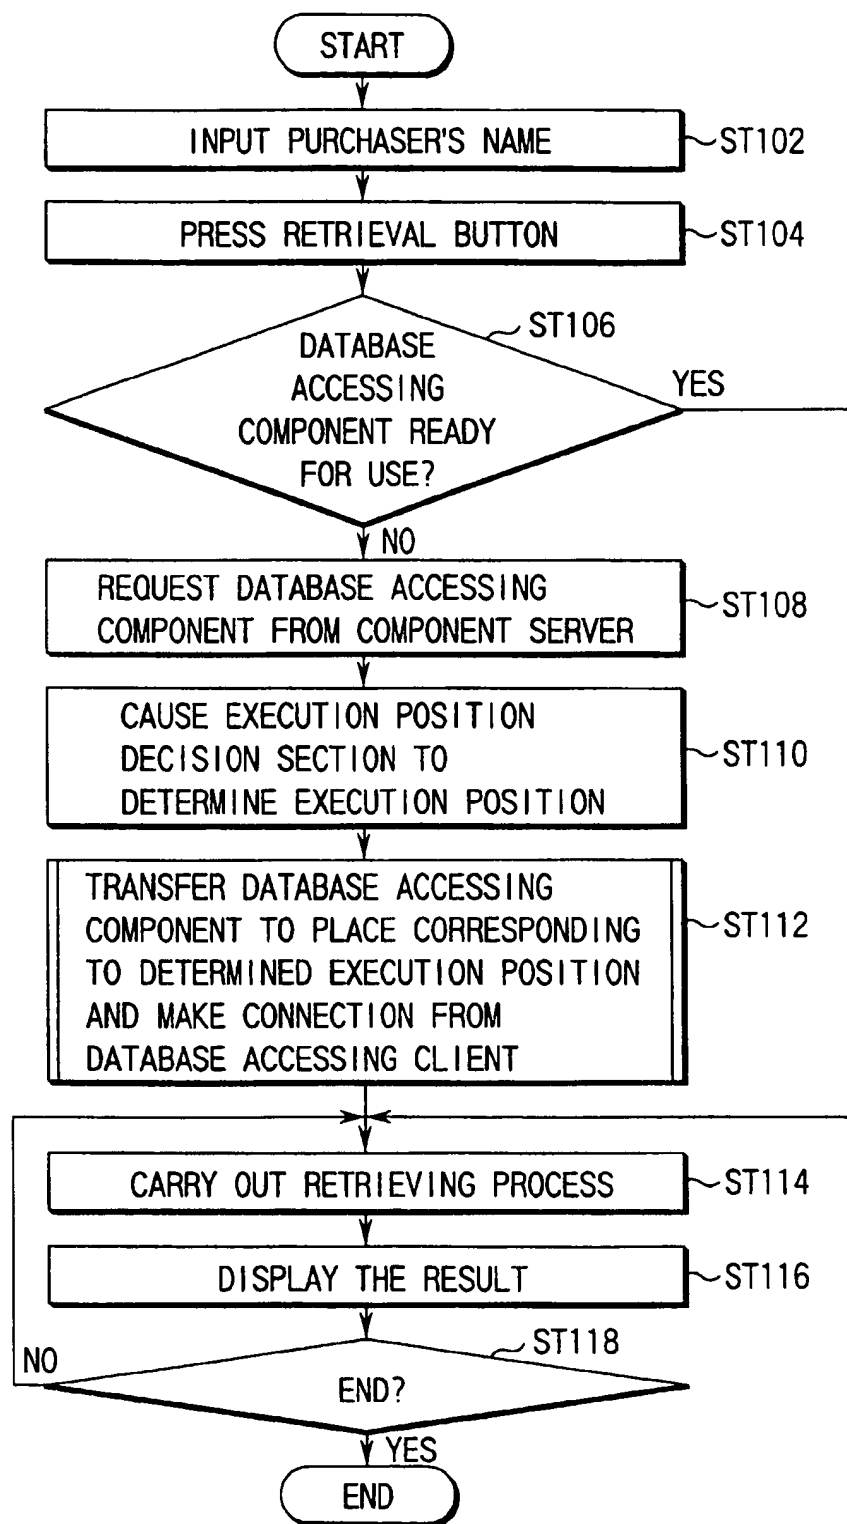 START
INPUT PURCHASER'S NAME
ST102
PRESS RETRIEVAL BUTTON
ST104
ST106
DATABASE
ACCESSING
COMPONENT READY
FOR USE?
YES
NO
REQUEST DATABASE ACCESSING
COMPONENT FROM COMPONENT SERVER
ST108
CAUSE EXECUTION POSITION
DECISION SECTION TO
DETERMINE EXECUTION POSITION
ST110
TRANSFER DATABASE ACCESSING
COMPONENT TO PLACE CORRESPONDING
TO DETERMINED EXECUTION POSITION
AND MAKE CONNECTION FROM
DATABASE ACCESSING CLIENT
ST112
CARRY OUT RETRIEVING PROCESS
ST114
DISPLAY THE RESULT
ST116
ST118
NO
END?
YES
END